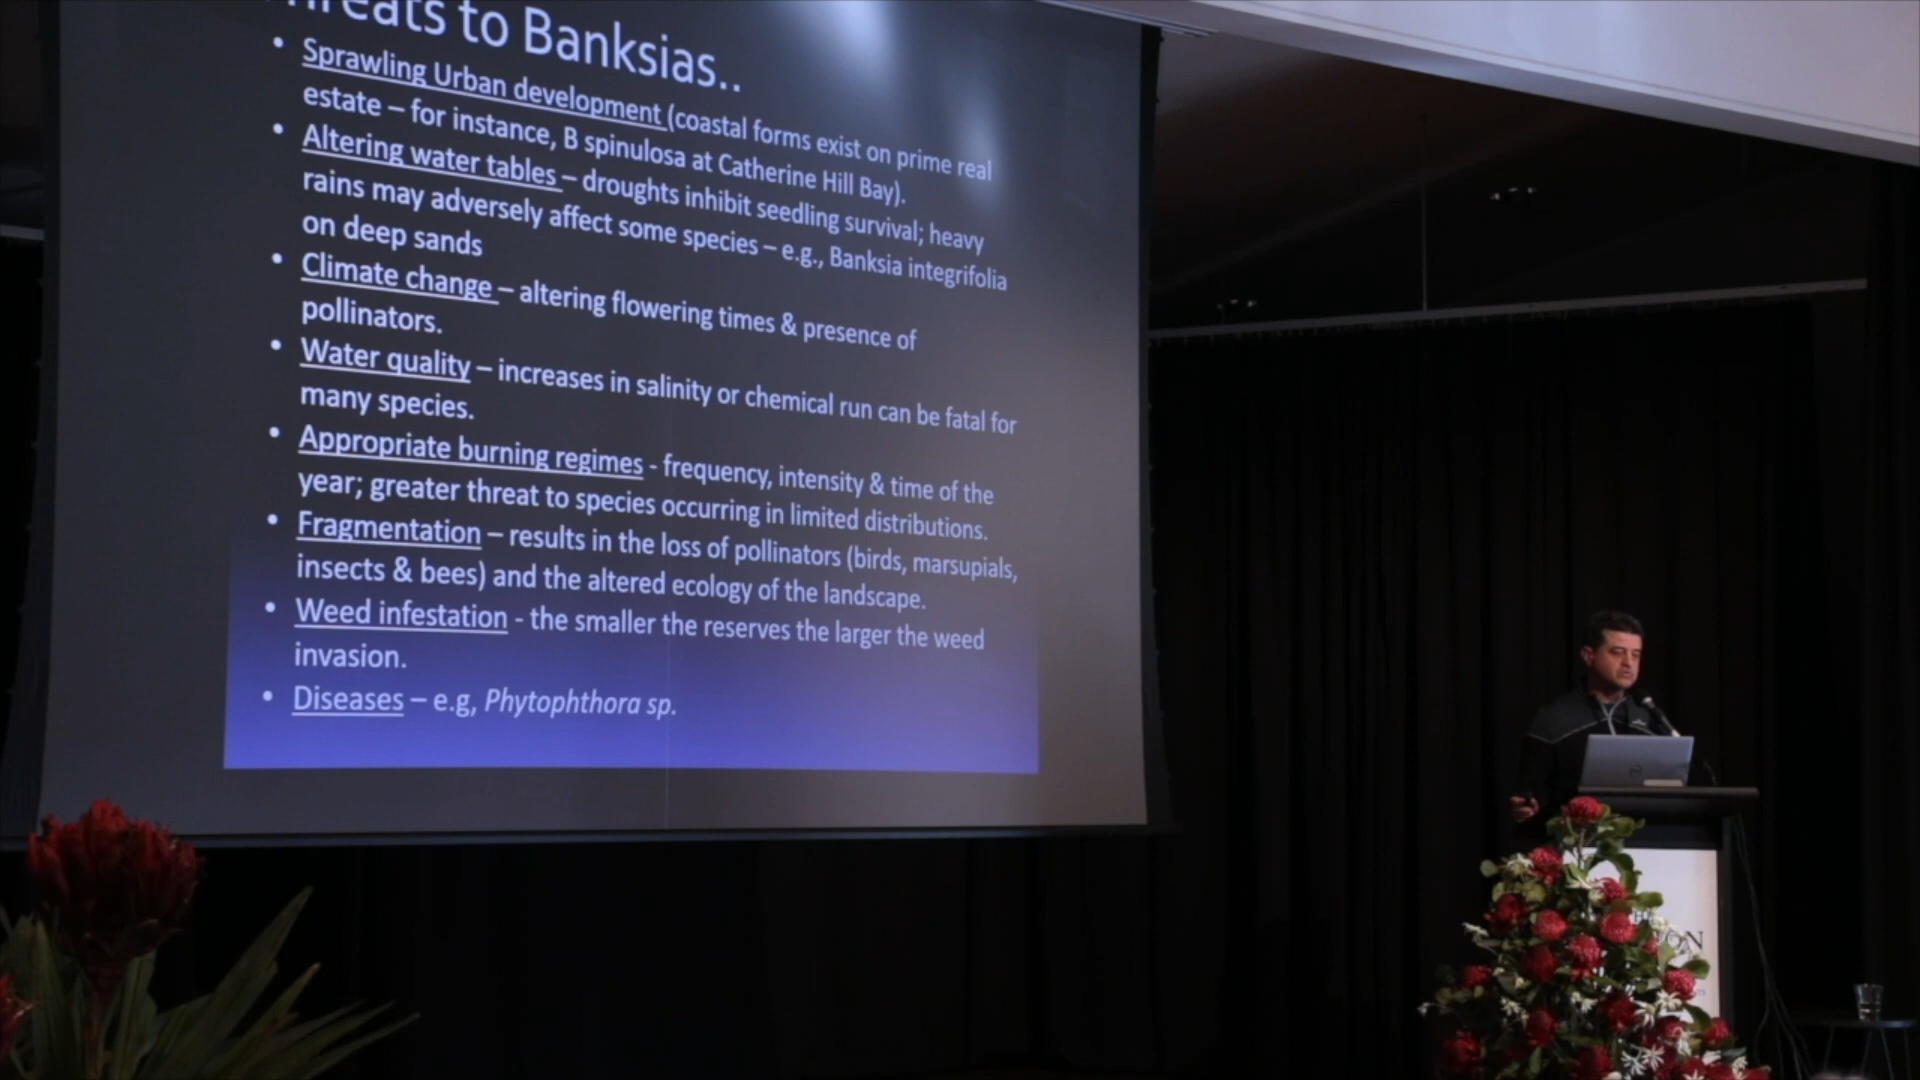 Threats to Banksias..
• Sprawling Urban development (coastal forms exist on prime real
estate – for instance, B spinulosa at Catherine Hill Bay).
• Altering water tables – droughts inhibit seedling survival; heavy
rains may adversely affect some species – e.g., Banksia integrifolia
on deep sands
• Climate change – altering flowering times & presence of
pollinators.
• Water quality – increases in salinity or chemical run can be fatal for
many species.
• Appropriate burning regimes - frequency, intensity & time of the
year; greater threat to species occurring in limited distributions.
• Fragmentation – results in the loss of pollinators (birds, marsupials,
insects & bees) and the altered ecology of the landscape.
• Weed infestation - the smaller the reserves the larger the weed
invasion.
• Diseases – e.g, Phytophthora sp.